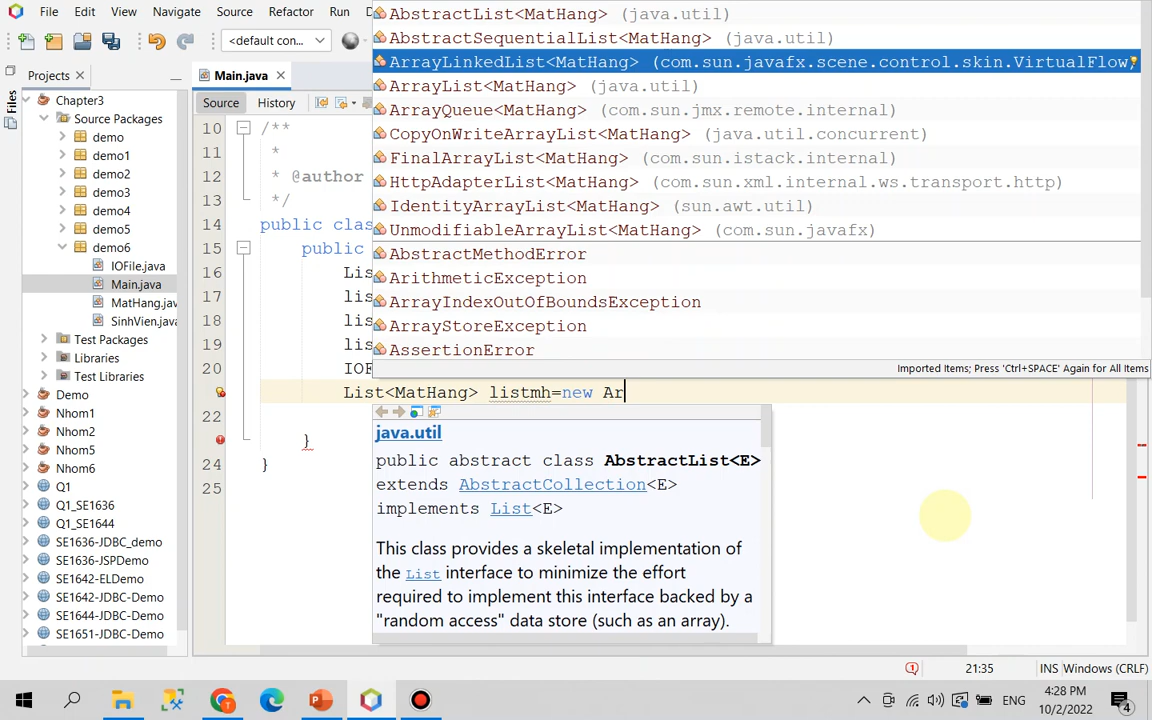 File Edit View Navigate Source Refactor Run
<default con...
Projects
Files
Main.java
Source History
Chapter3
Source Packages
demo
demo1
demo2
demo3
demo4
demo5
demo6
IOFile.java
Main.java
MatHang.jav
SinhVien.java
Test Packages
Libraries
Test Libraries
Demo
Nhom1
Nhom2
Nhom5
Nhom6
Q1
Q1_SE1636
Q1_SE1644
SE1636-JDBC_demo
SE1636-JSPDemo
SE1642-ELDemo
SE1642-JDBC-Demo
SE1644-JDBC-Demo
SE1651-JDBC-Demo
10 /**
11 *
12 * @author
13 */
14 public clas
15 public
16 Lis
17 lis
18 lis
19 lis
20 IOF
List<MatHang> listmh=new Ar
22
}
24 }
25
AbstractList<MatHang> (java.util)
AbstractSequentialList<MatHang> (java.util)
ArrayLinkedList<MatHang> (com.sun.javafx.scene.control.skin.VirtualFlow)
ArrayList<MatHang> (java.util)
ArrayQueue<MatHang> (com.sun.jmx.remote.internal)
CopyOnWriteArrayList<MatHang> (java.util.concurrent)
FinalArrayList<MatHang> (com.sun.istack.internal)
HttpAdapterList<MatHang> (com.sun.xml.internal.ws.transport.http)
IdentityArrayList<MatHang> (sun.awt.util)
UnmodifiableArrayList<MatHang> (com.sun.javafx)
AbstractMethodError
ArithmeticException
ArrayIndexOutOfBoundsException
ArrayStoreException
AssertionError
Imported Items; Press 'Ctrl+SPACE' Again for All Items
java.util
public abstract class AbstractList<E>
extends AbstractCollection<E>
implements List<E>
This class provides a skeletal implementation of
the List interface to minimize the effort
required to implement this interface backed by a
"random access" data store (such as an array).
1 21:35 INS Windows (CRLF)
ENG 4:28 PM
10/2/2022
4